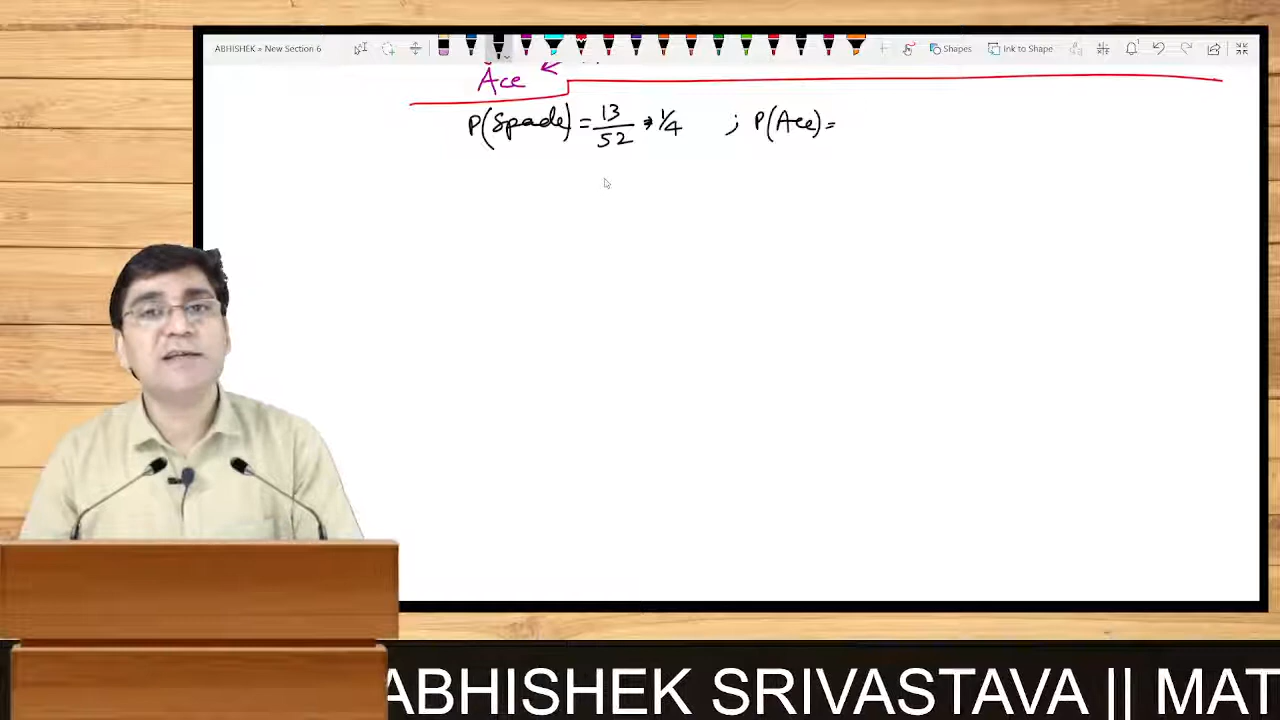 ABHISHEK » New Section 6
Shapes
Ink to Shape
Ace
P(Spade) = 13/52 → 1/4 ; P(Ace) =
ABHISHEK SRIVASTAVA || MAT